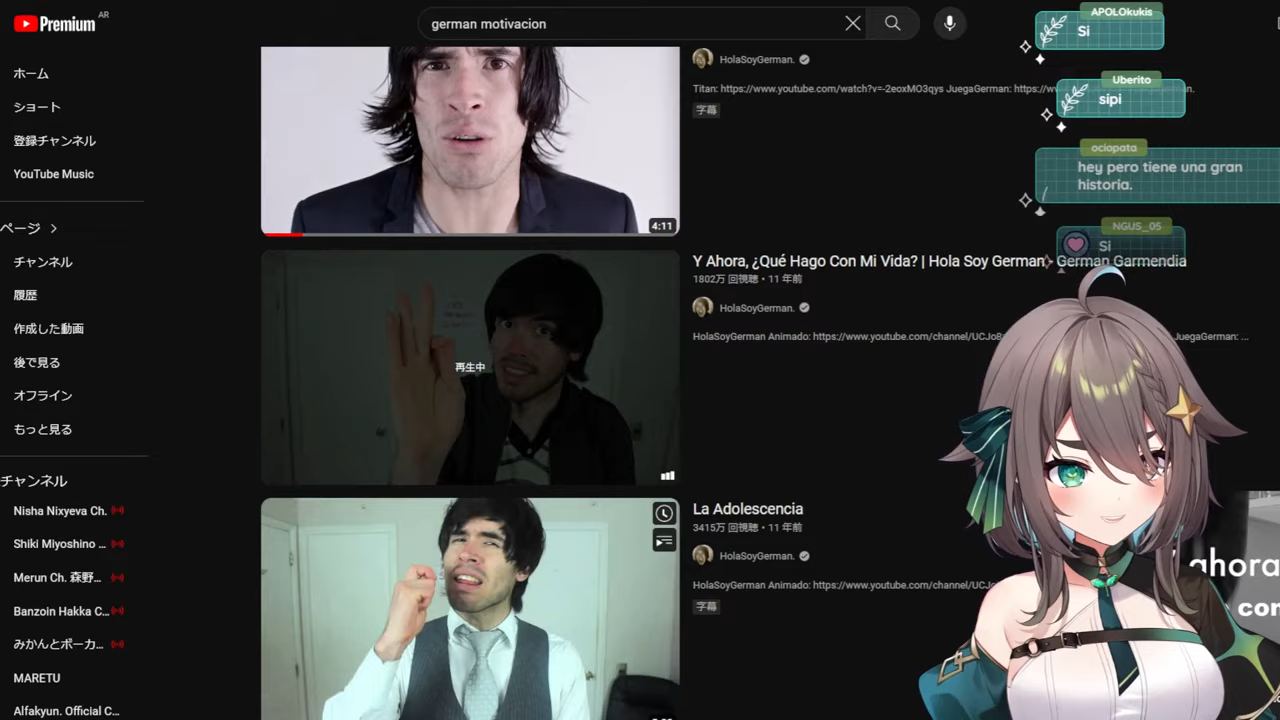 Premium AR
german motivacion
ホーム
ショート
登録チャンネル
YouTube Music
ページ
チャンネル
履歴
作成した動画
後で見る
オフライン
もっと見る
チャンネル
Nisha Nixyeva Ch.
Shiki Miyoshino ...
Merun Ch. 森野...
Banzoin Hakka C...
みかんとボーカ...
MARETU
Alfakyun. Official C...
4:11
HolaSoyGerman.
Titan: https://www.youtube.com/watch?v=-2eoxMO3qys JuegaGerman: https://ww
字幕
再生中
Y Ahora, ¿Qué Hago Con Mi Vida? | Hola Soy German | German Garmendia
1802万 回視聴・11 年前
HolaSoyGerman.
HolaSoyGerman Animado: https://www.youtube.com/channel/UCJo8 JuegaGerman: ...
La Adolescencia
3415万 回視聴・11 年前
HolaSoyGerman.
HolaSoyGerman Animado: https://www.youtube.com/channel/UCJo
字幕
APOLOkukis
Si
Uberito
sipi
ociopata
hey pero tiene una gran
historia.
NGUS_05
Si
ahora
con